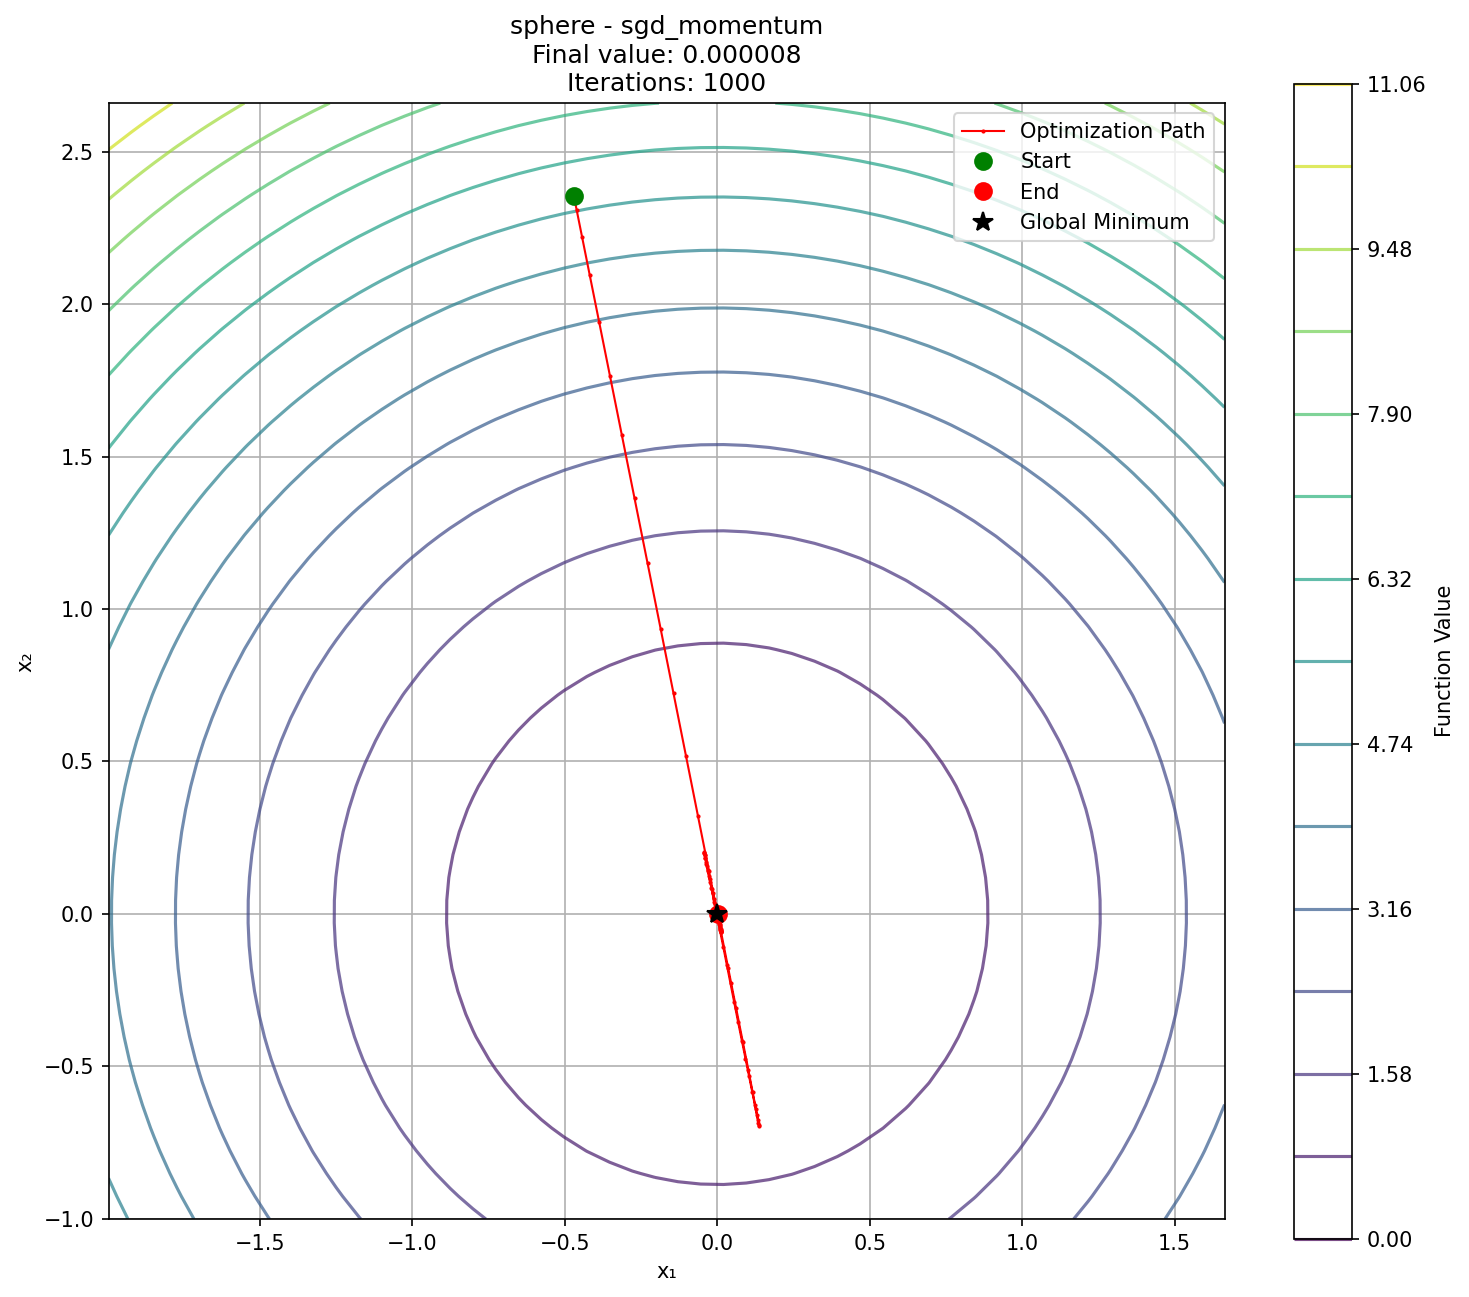 sphere - sgd_momentum
Final value: 0.000008
Iterations: 1000
Optimization Path
Start
End
Global Minimum
2.5
2.0
1.5
1.0
0.5
0.0
−0.5
−1.0
x₂
−1.5
−1.0
−0.5
0.0
0.5
1.0
1.5
x₁
11.06
9.48
7.90
6.32
4.74
3.16
1.58
0.00
Function Value